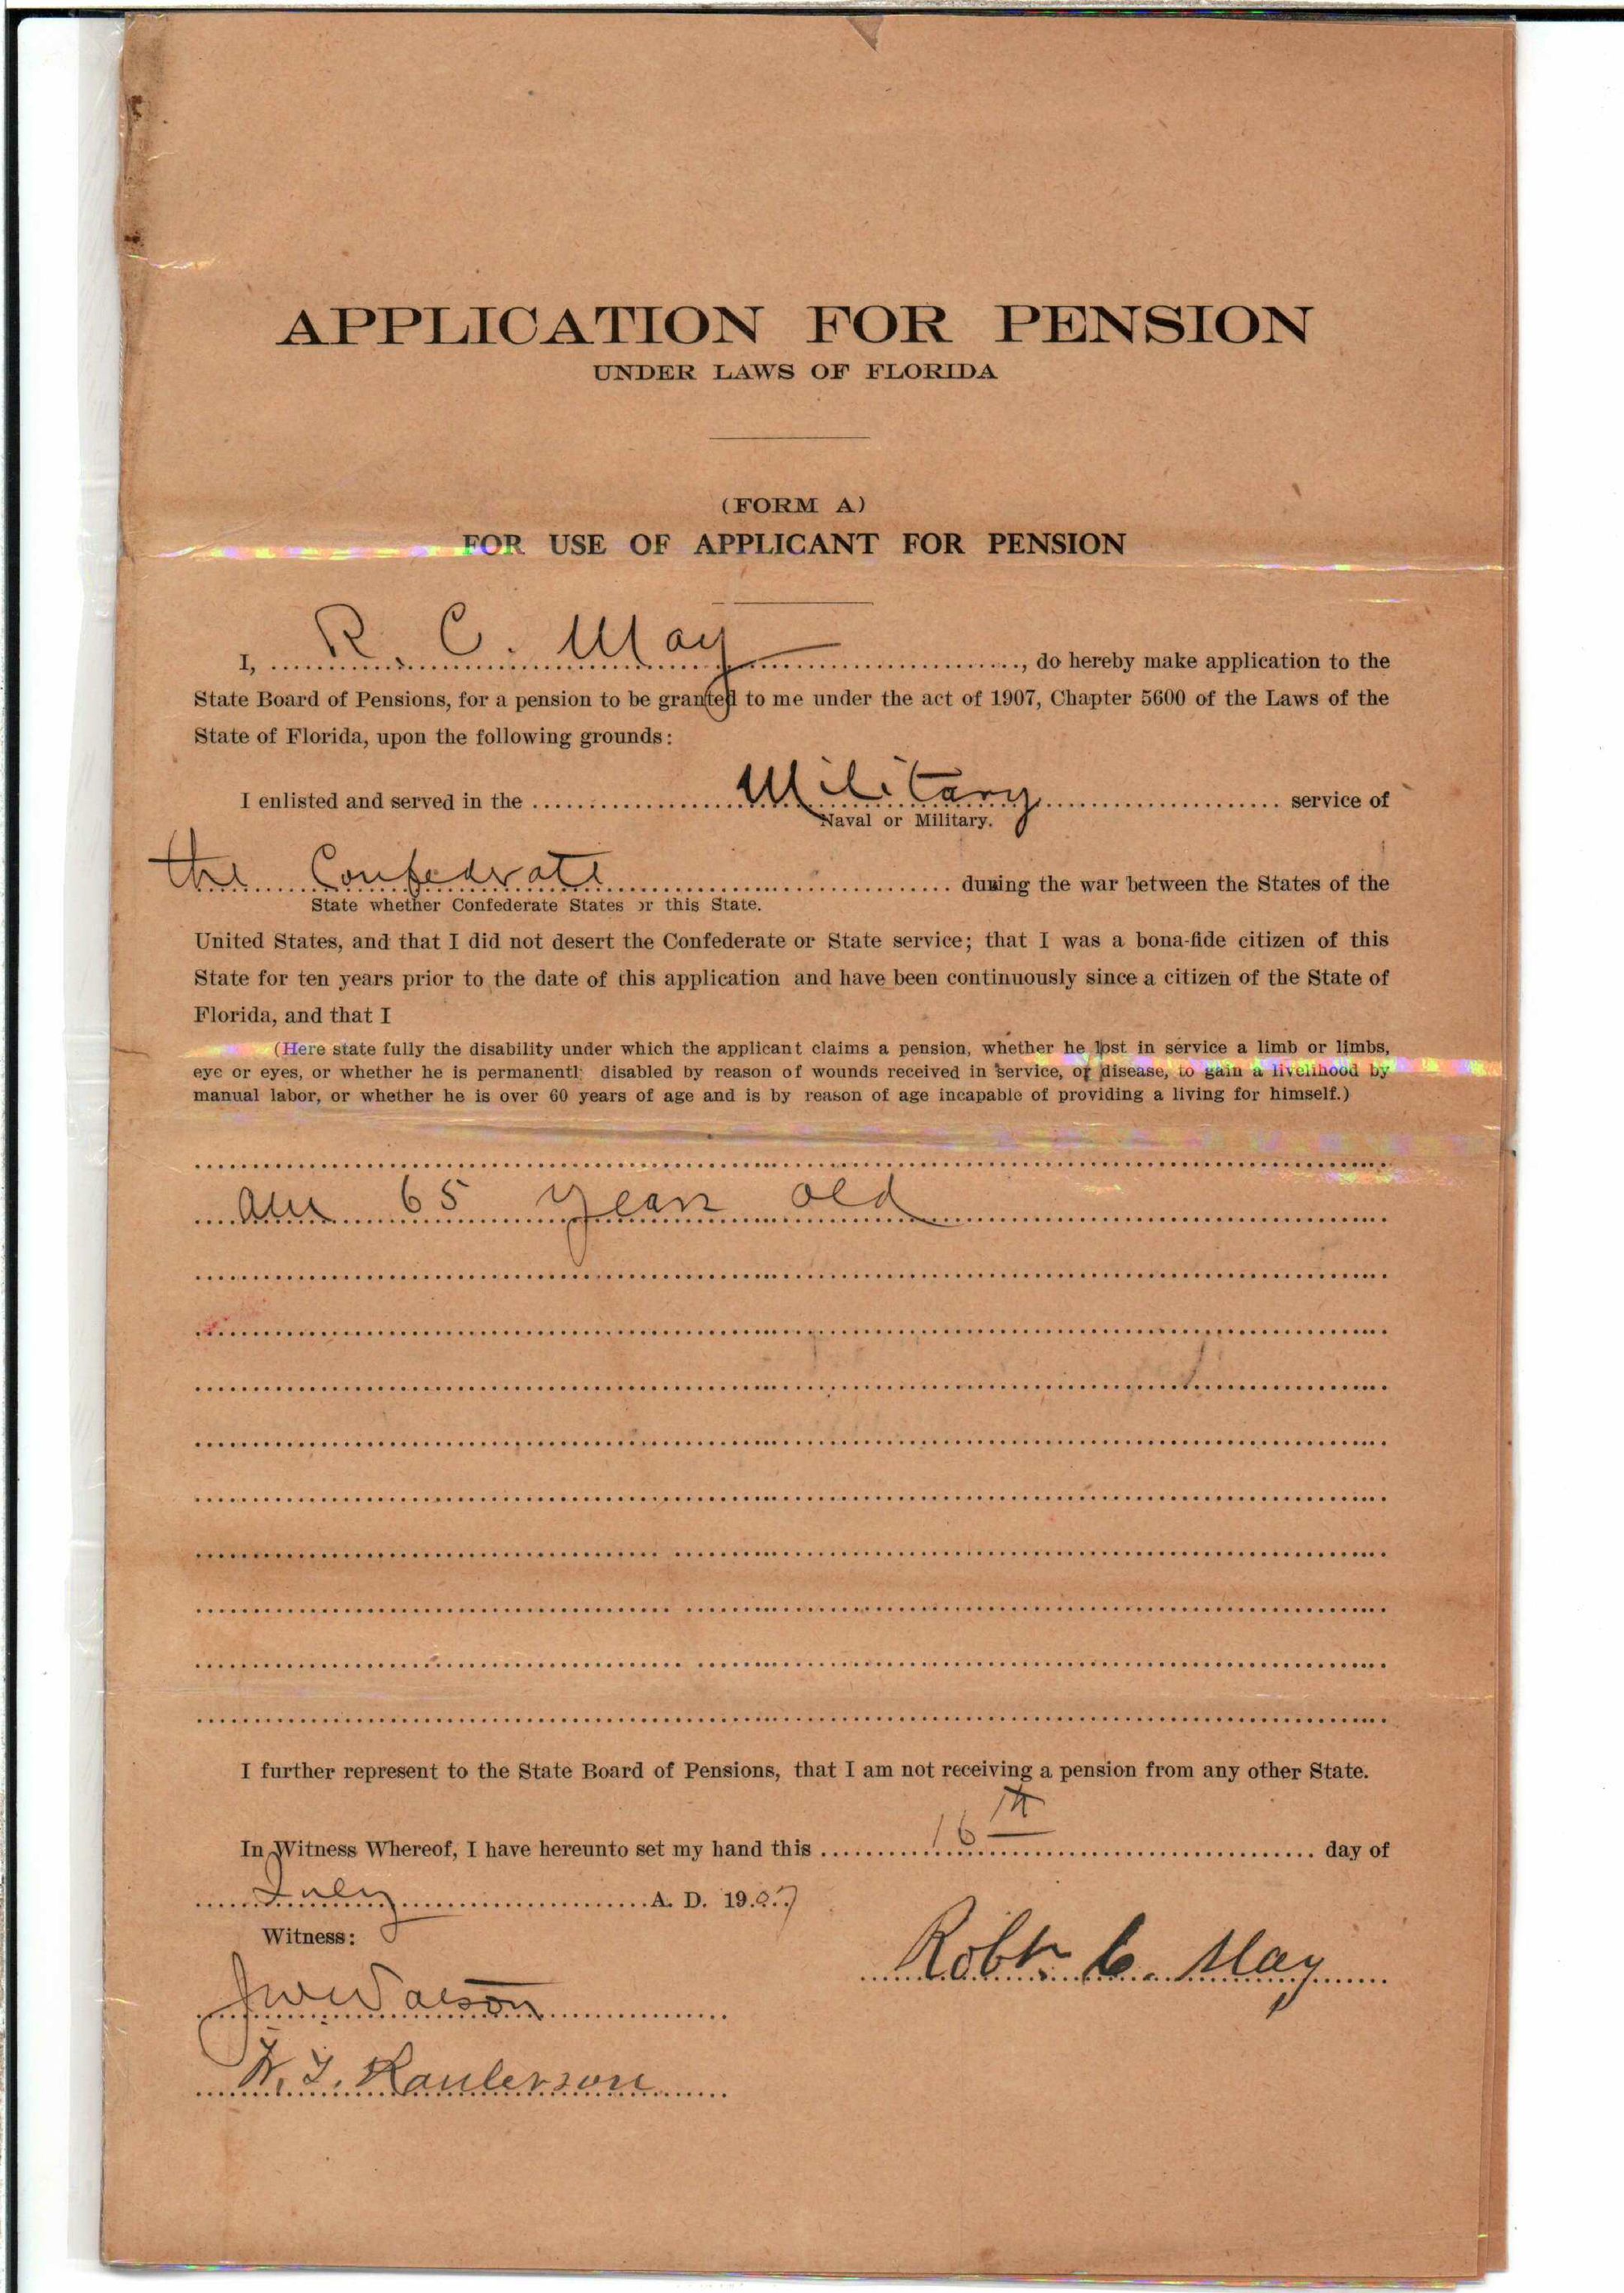 APPLICATION FOR PENSION
UNDER LAWS OF FLORIDA
(FORM A)
FOR USE OF APPLICANT FOR PENSION
I, R. C. May, do hereby make application to the
State Board of Pensions, for a pension to be granted to me under the act of 1907, Chapter 5600 of the Laws of the
State of Florida, upon the following grounds:
I enlisted and served in the Military service of
Naval or Military.
the Confederate during the war between the States of the
State whether Confederate States or this State.
United States, and that I did not desert the Confederate or State service; that I was a bona-fide citizen of this
State for ten years prior to the date of this application and have been continuously since a citizen of the State of
Florida, and that I
(Here state fully the disability under which the applicant claims a pension, whether he lost in service a limb or limbs,
eye or eyes, or whether he is permanentl disabled by reason of wounds received in service, or disease, to gain a livelihood by
manual labor, or whether he is over 60 years of age and is by reason of age incapable of providing a living for himself.)
am 65 years old
I further represent to the State Board of Pensions, that I am not receiving a pension from any other State.
In Witness Whereof, I have hereunto set my hand this 16th day of
July A. D. 1907
Witness:
Robt. C. May
J W Watson
W. T. Raulerson